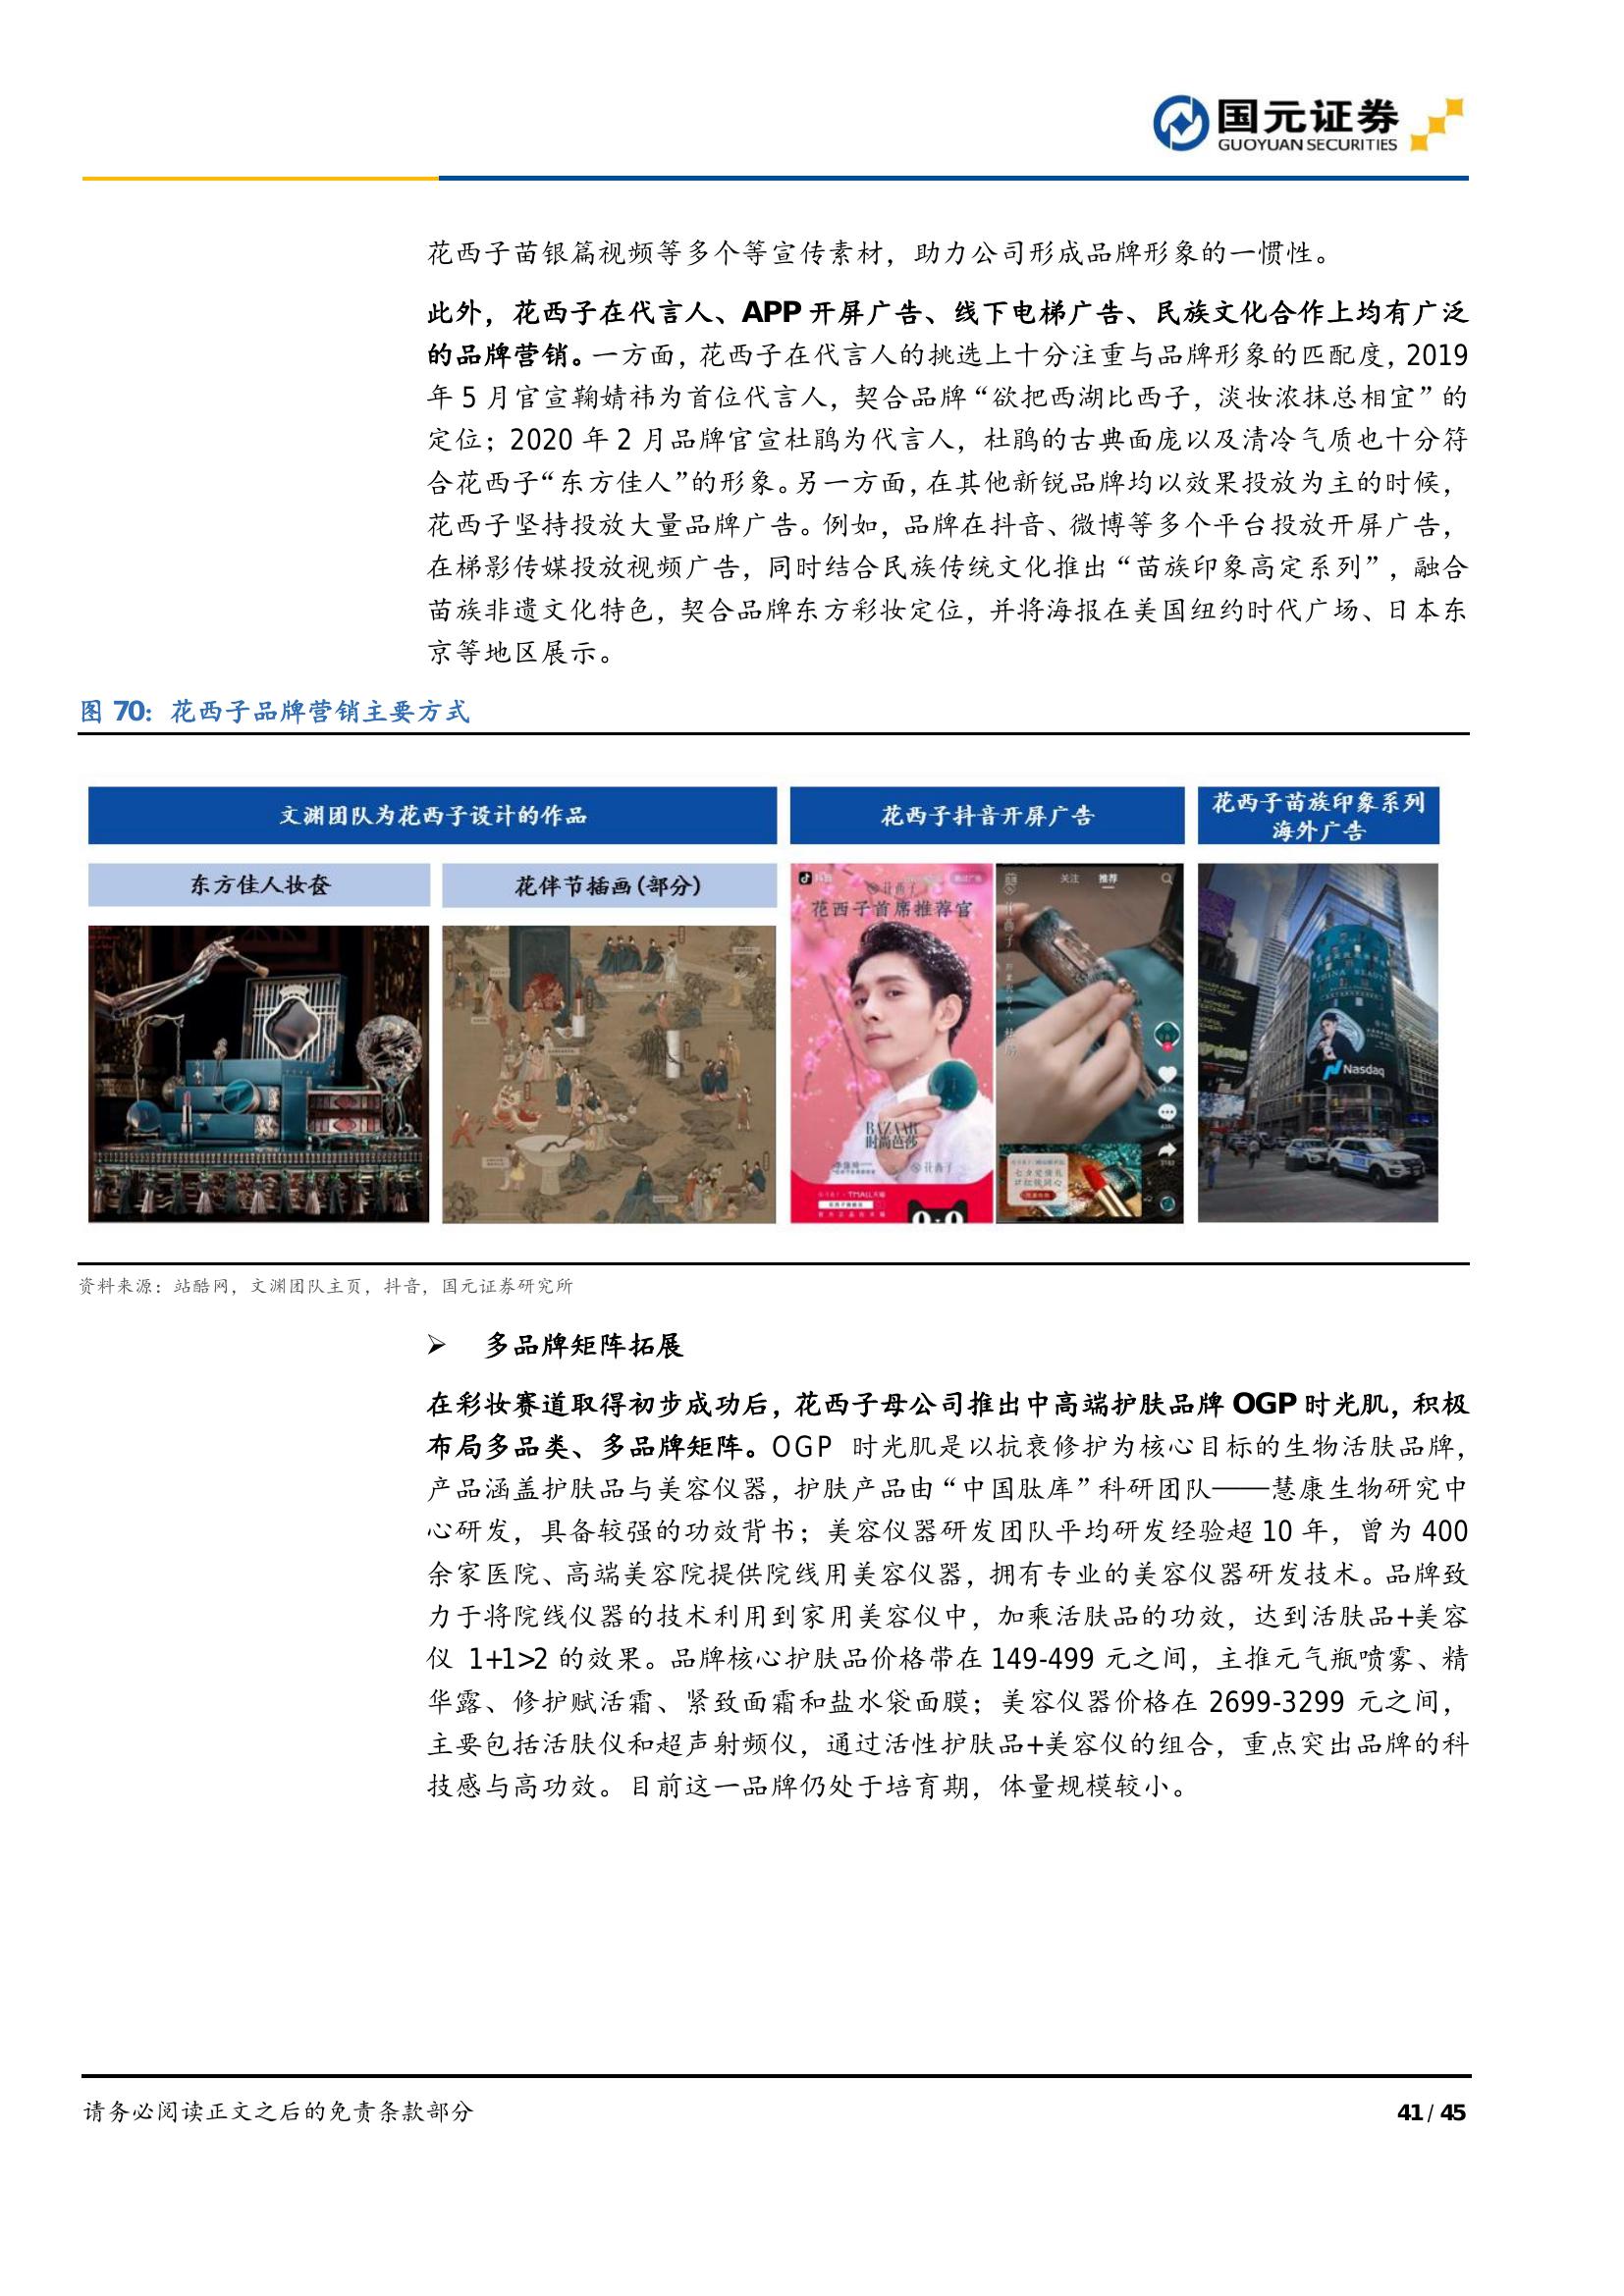 国元证券
GUOYUAN SECURITIES
花西子苗银篇视频等多个等宣传素材，助力公司形成品牌形象的一惯性。
此外，花西子在代言人、APP 开屏广告、线下电梯广告、民族文化合作上均有广泛
的品牌营销。一方面，花西子在代言人的挑选上十分注重与品牌形象的匹配度，2019
年 5 月官宣鞠婧祎为首位代言人，契合品牌“欲把西湖比西子，淡妆浓抹总相宜”的
定位；2020 年 2 月品牌官宣杜鹃为代言人，杜鹃的古典面庞以及清冷气质也十分符
合花西子“东方佳人”的形象。另一方面，在其他新锐品牌均以效果投放为主的时候，
花西子坚持投放大量品牌广告。例如，品牌在抖音、微博等多个平台投放开屏广告，
在梯影传媒投放视频广告，同时结合民族传统文化推出“苗族印象高定系列”，融合
苗族非遗文化特色，契合品牌东方彩妆定位，并将海报在美国纽约时代广场、日本东
京等地区展示。
图 70：花西子品牌营销主要方式
文渊团队为花西子设计的作品
花西子抖音开屏广告
花西子苗族印象系列
海外广告
东方佳人妆奁
花伴节插画（部分）
花西子
花西子首席推荐官
BAZAAR
时尚芭莎
花西子
TMALL天猫
关注 推荐
CHINA BEAUTY
Nasdaq
资料来源：站酷网，文渊团队主页，抖音，国元证券研究所
➢ 多品牌矩阵拓展
在彩妆赛道取得初步成功后，花西子母公司推出中高端护肤品牌 OGP 时光肌，积极
布局多品类、多品牌矩阵。OGP 时光肌是以抗衰修护为核心目标的生物活肤品牌，
产品涵盖护肤品与美容仪器，护肤产品由“中国肽库”科研团队——慧康生物研究中
心研发，具备较强的功效背书；美容仪器研发团队平均研发经验超 10 年，曾为 400
余家医院、高端美容院提供院线用美容仪器，拥有专业的美容仪器研发技术。品牌致
力于将院线仪器的技术利用到家用美容仪中，加乘活肤品的功效，达到活肤品+美容
仪 1+1>2 的效果。品牌核心护肤品价格带在 149-499 元之间，主推元气瓶喷雾、精
华露、修护赋活霜、紧致面霜和盐水袋面膜；美容仪器价格在 2699-3299 元之间，
主要包括活肤仪和超声射频仪，通过活性护肤品+美容仪的组合，重点突出品牌的科
技感与高功效。目前这一品牌仍处于培育期，体量规模较小。
请务必阅读正文之后的免责条款部分
41 / 45